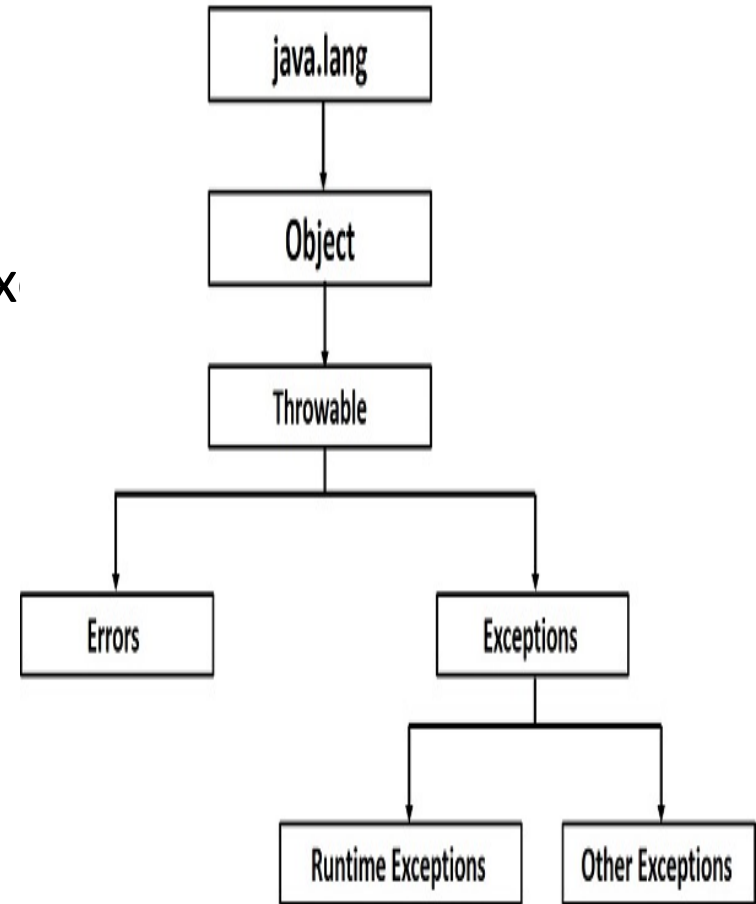 java.lang
Object
Throwable
Errors
Exceptions
Runtime Exceptions
Other Exceptions